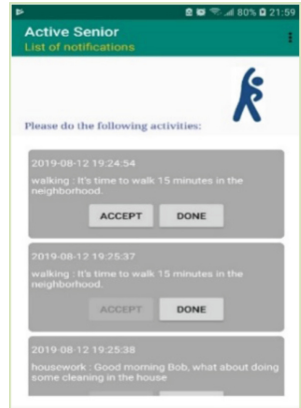 80% 21:59
Active Senior
List of notifications
Please do the following activities:
2019-08-12 19:24:54
walking : It's time to walk 15 minutes in the
neighborhood.
ACCEPT DONE
2019-08-12 19:25:37
walking : It's time to walk 15 minutes in the
neighborhood.
ACCEPT DONE
2019-08-12 19:25:38
housework : Good morning Bob, what about doing
some cleaning in the house